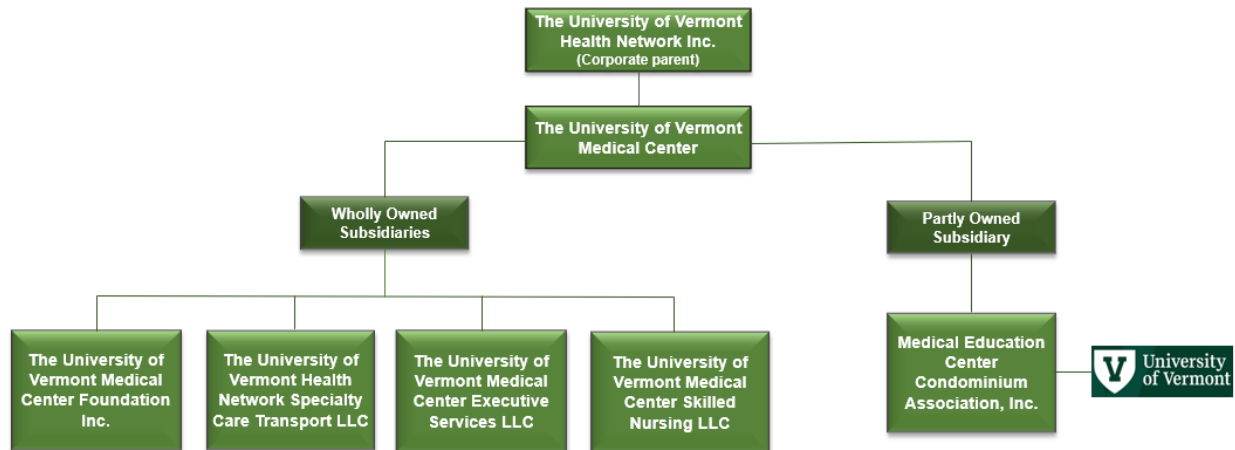 The University of Vermont
Health Network Inc.
(Corporate parent)
The University of Vermont
Medical Center
Wholly Owned
Subsidiaries
Partly Owned
Subsidiary
The University of
Vermont Medical
Center Foundation
Inc.
The University of
Vermont Health
Network Specialty
Care Transport LLC
The University of
Vermont Medical
Center Executive
Services LLC
The University of
Vermont Medical
Center Skilled
Nursing LLC
Medical Education
Center
Condominium
Association, Inc.
V
University
of Vermont